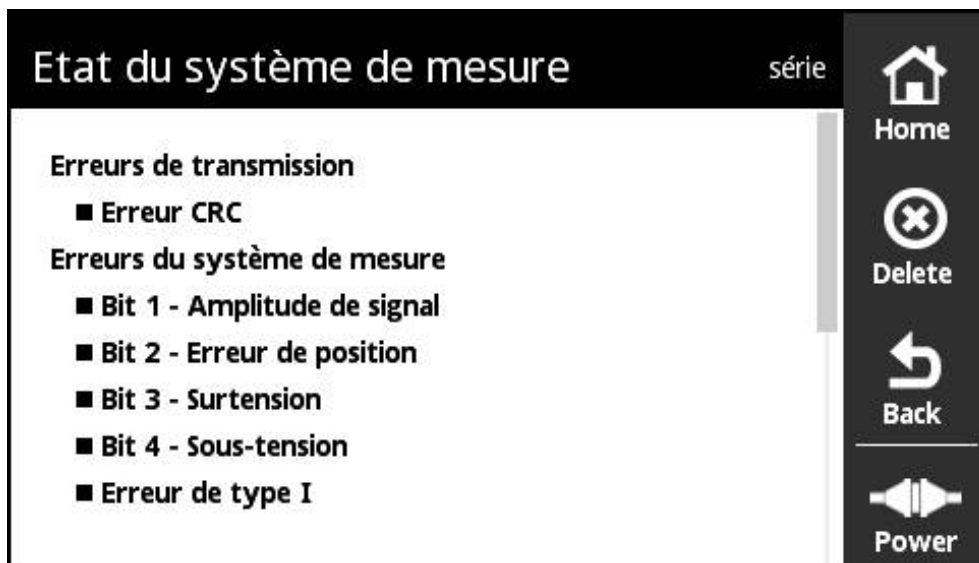 Etat du système de mesure
série
Erreurs de transmission
■ Erreur CRC
Erreurs du système de mesure
■ Bit 1 - Amplitude de signal
■ Bit 2 - Erreur de position
■ Bit 3 - Surtension
■ Bit 4 - Sous-tension
■ Erreur de type I
Home
Delete
Back
Power